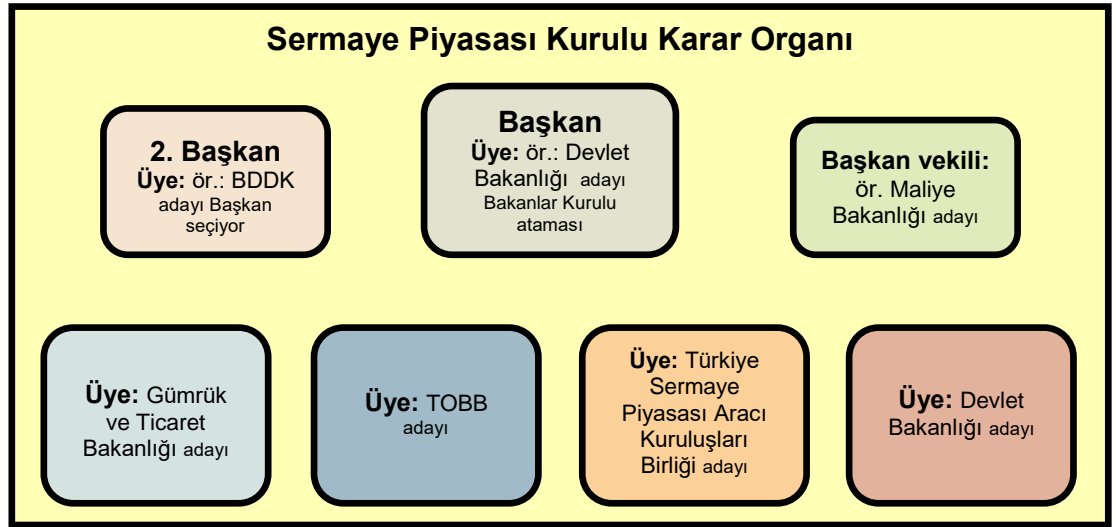 Sermaye Piyasası Kurulu Karar Organı
2. Başkan
Üye: ör.: BDDK
adayı Başkan
seçiyor
Başkan
Üye: ör.: Devlet
Bakanlığı adayı
Bakanlar Kurulu
ataması
Başkan vekili:
ör. Maliye
Bakanlığı adayı
Üye: Gümrük
ve Ticaret
Bakanlığı adayı
Üye: TOBB
adayı
Üye: Türkiye
Sermaye
Piyasası Aracı
Kuruluşları
Birliği adayı
Üye: Devlet
Bakanlığı adayı